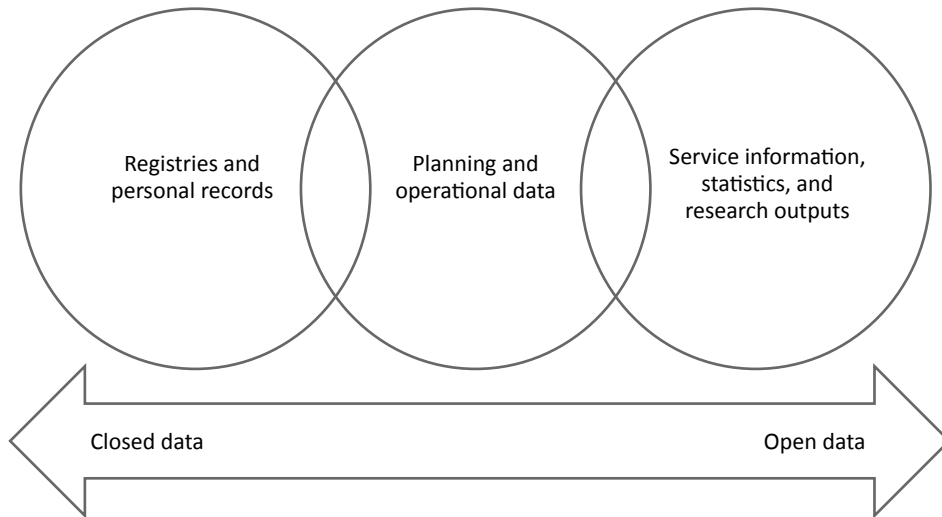 Registries and
personal records
Planning and
operational data
Service information,
statistics, and
research outputs
Closed data
Open data